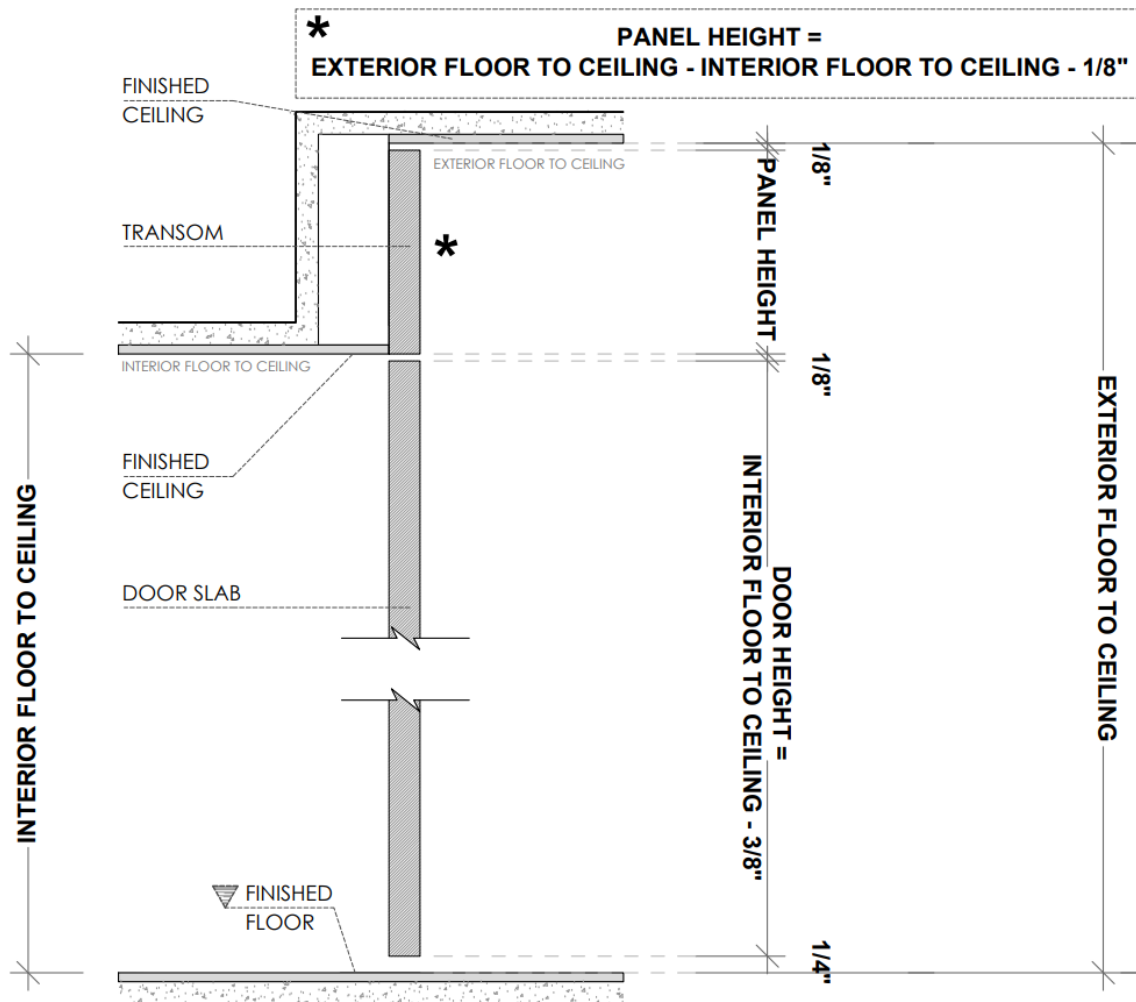 *
PANEL HEIGHT =
EXTERIOR FLOOR TO CEILING - INTERIOR FLOOR TO CEILING - 1/8"
FINISHED
CEILING
EXTERIOR FLOOR TO CEILING
1/8"
PANEL HEIGHT
TRANSOM
*
INTERIOR FLOOR TO CEILING
1/8"
FINISHED
CEILING
INTERIOR FLOOR TO CEILING
DOOR SLAB
DOOR HEIGHT =
INTERIOR FLOOR TO CEILING - 3/8"
EXTERIOR FLOOR TO CEILING
FINISHED
FLOOR
1/4"